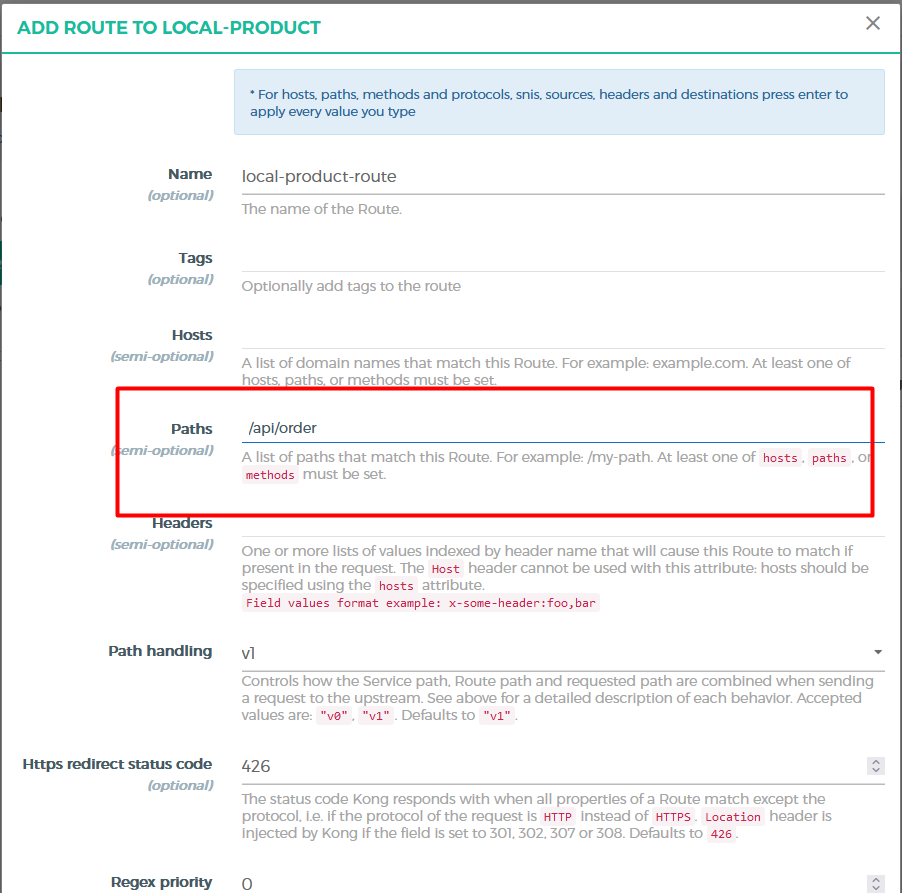 ADD ROUTE TO LOCAL-PRODUCT
* For hosts, paths, methods and protocols, snis, sources, headers and destinations press enter to
apply every value you type
Name
(optional)
local-product-route
The name of the Route.
Tags
(optional)
Optionally add tags to the route
Hosts
(semi-optional)
A list of domain names that match this Route. For example: example.com. At least one of
hosts, paths, or methods must be set.
Paths
(semi-optional)
/api/order
A list of paths that match this Route. For example: /my-path. At least one of hosts, paths, or
methods must be set.
Headers
(semi-optional)
One or more lists of values indexed by header name that will cause this Route to match if
present in the request. The Host header cannot be used with this attribute: hosts should be
specified using the hosts attribute.
Field values format example: x-some-header:foo,bar
Path handling
v1
Controls how the Service path, Route path and requested path are combined when sending
a request to the upstream. See above for a detailed description of each behavior. Accepted
values are: "v0", "v1". Defaults to "v1".
Https redirect status code
(optional)
426
The status code Kong responds with when all properties of a Route match except the
protocol, i.e. if the protocol of the request is HTTP instead of HTTPS. Location header is
injected by Kong if the field is set to 301, 302, 307 or 308. Defaults to 426.
Regex priority
0